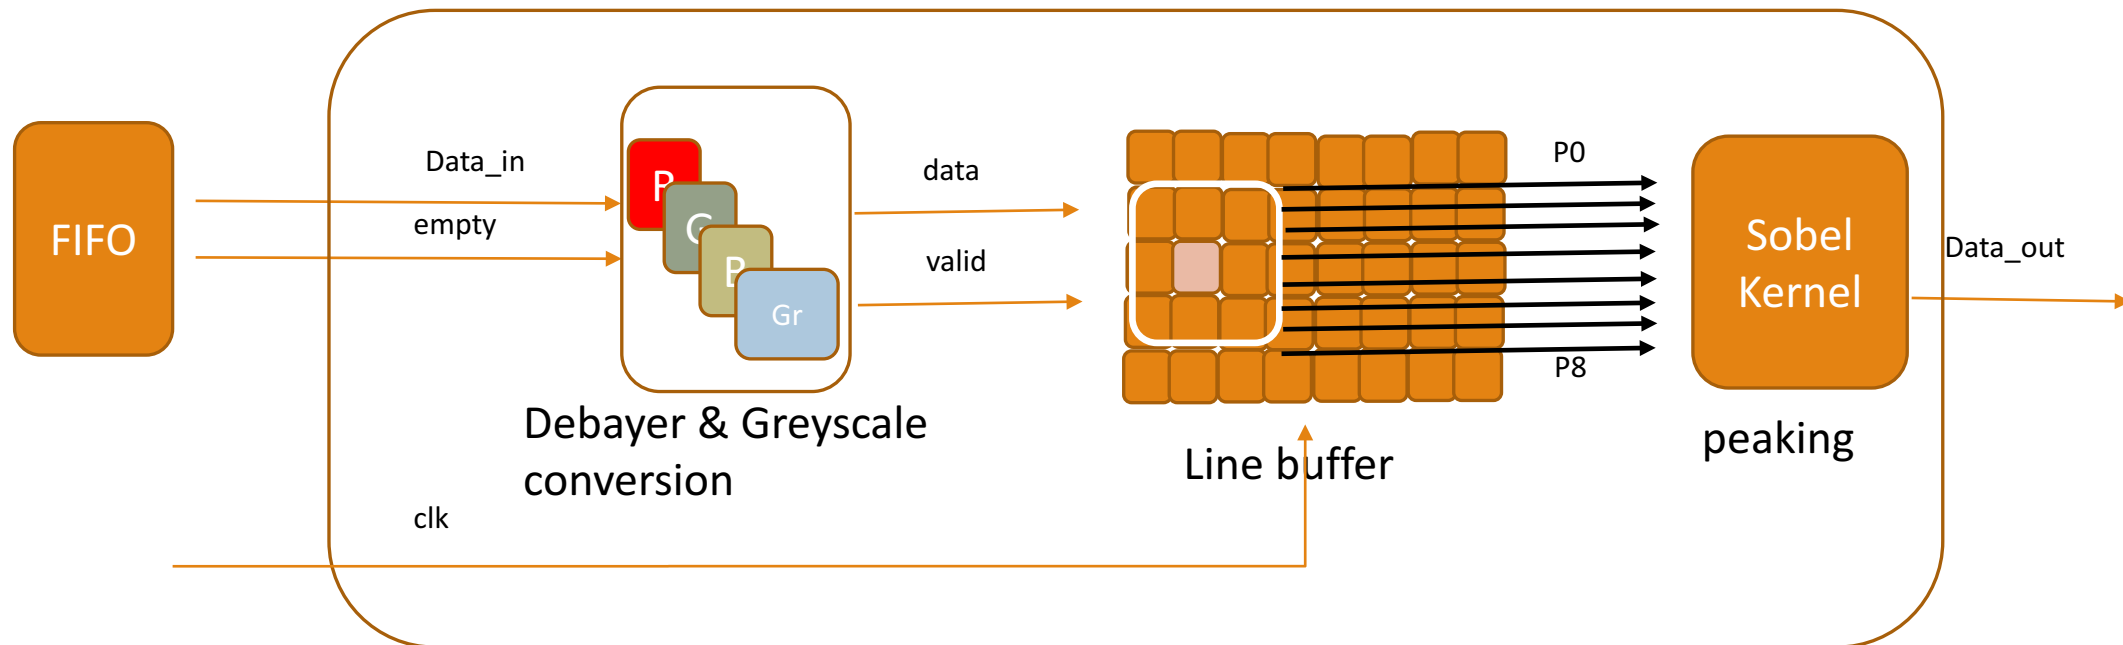 FIFO
Data_in
empty
clk
R
G
B
Gr
Debayer & Greyscale
conversion
data
valid
Line buffer
P0
P8
Sobel
Kernel
peaking
Data_out